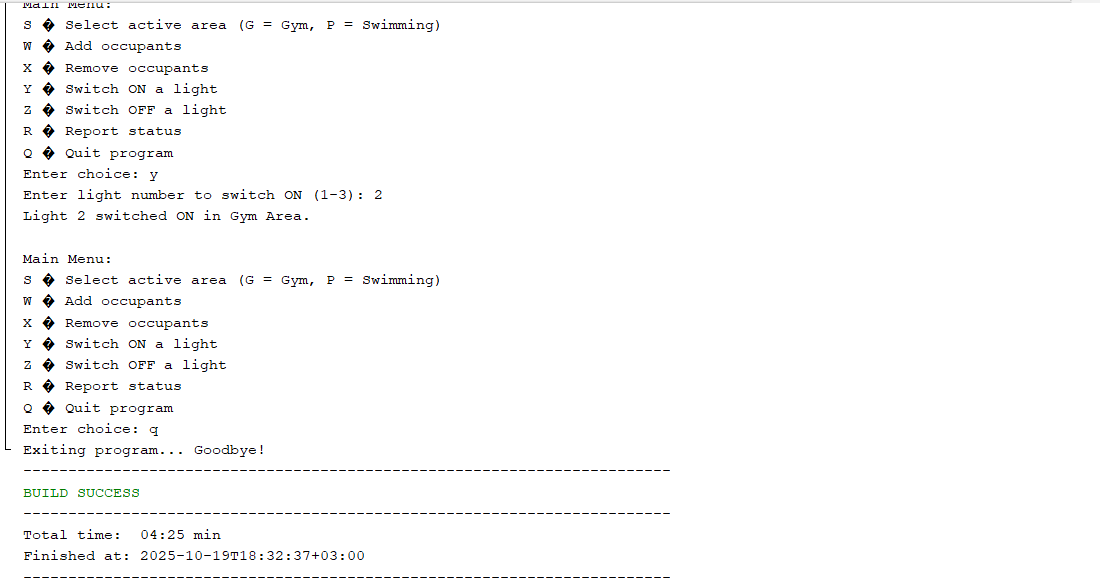 Main Menu:
S � Select active area (G = Gym, P = Swimming)
W � Add occupants
X � Remove occupants
Y � Switch ON a light
Z � Switch OFF a light
R � Report status
Q � Quit program
Enter choice: y
Enter light number to switch ON (1-3): 2
Light 2 switched ON in Gym Area.

Main Menu:
S � Select active area (G = Gym, P = Swimming)
W � Add occupants
X � Remove occupants
Y � Switch ON a light
Z � Switch OFF a light
R � Report status
Q � Quit program
Enter choice: q
Exiting program... Goodbye!
------------------------------------------------------------------------
BUILD SUCCESS
------------------------------------------------------------------------
Total time:  04:25 min
Finished at: 2025-10-19T18:32:37+03:00
------------------------------------------------------------------------